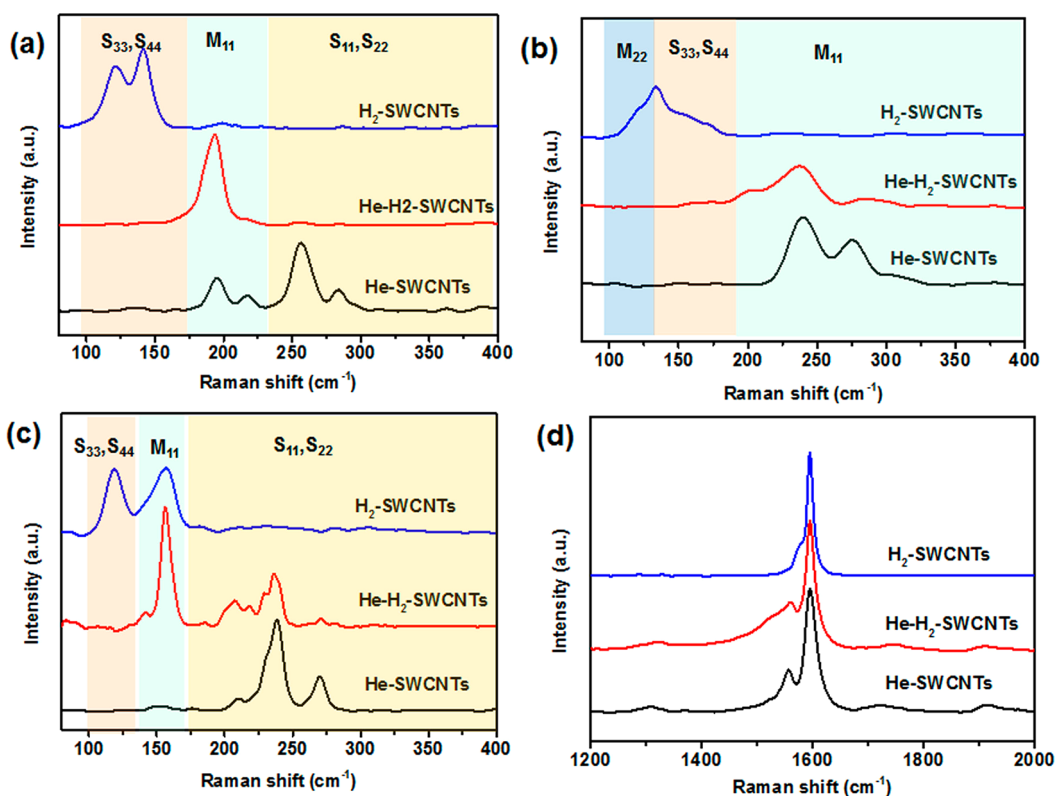 (a)
S33,S44 M11 S11,S22
H2-SWCNTs
He-H2-SWCNTs
He-SWCNTs
Intensity (a.u.)
100 150 200 250 300 350 400
Raman shift (cm-1)
(b)
M22 S33,S44 M11
H2-SWCNTs
He-H2-SWCNTs
He-SWCNTs
Intensity (a.u.)
100 150 200 250 300 350 400
Raman shift (cm-1)
(c)
S33,S44 M11 S11,S22
H2-SWCNTs
He-H2-SWCNTs
He-SWCNTs
Intensity (a.u.)
100 150 200 250 300 350 400
Raman shift (cm-1)
(d)
H2-SWCNTs
He-H2-SWCNTs
He-SWCNTs
Intensity (a.u.)
1200 1400 1600 1800 2000
Raman shift (cm-1)